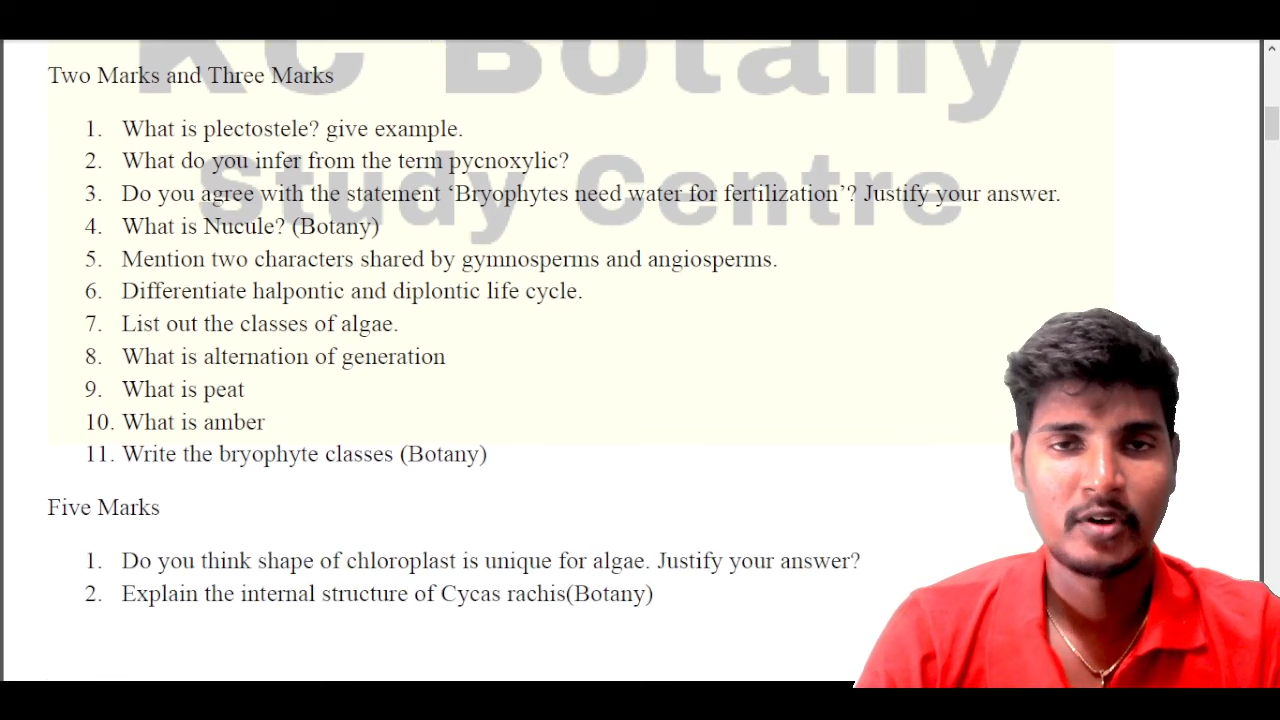 KC Botany
Study Centre
Two Marks and Three Marks
1. What is plectostele? give example.
2. What do you infer from the term pycnoxylic?
3. Do you agree with the statement ‘Bryophytes need water for fertilization’? Justify your answer.
4. What is Nucule? (Botany)
5. Mention two characters shared by gymnosperms and angiosperms.
6. Differentiate halpontic and diplontic life cycle.
7. List out the classes of algae.
8. What is alternation of generation
9. What is peat
10. What is amber
11. Write the bryophyte classes (Botany)
Five Marks
1. Do you think shape of chloroplast is unique for algae. Justify your answer?
2. Explain the internal structure of Cycas rachis(Botany)